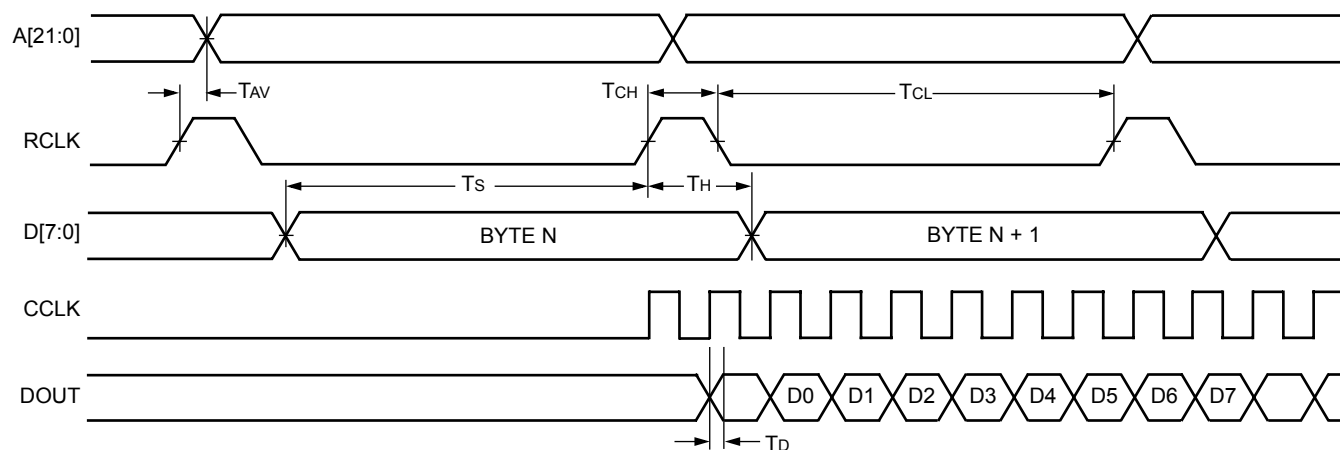 A[21:0]
TAV
TCH
TCL
RCLK
TS
TH
D[7:0]
BYTE N
BYTE N + 1
CCLK
DOUT
D0
D1
D2
D3
D4
D5
D6
D7
TD